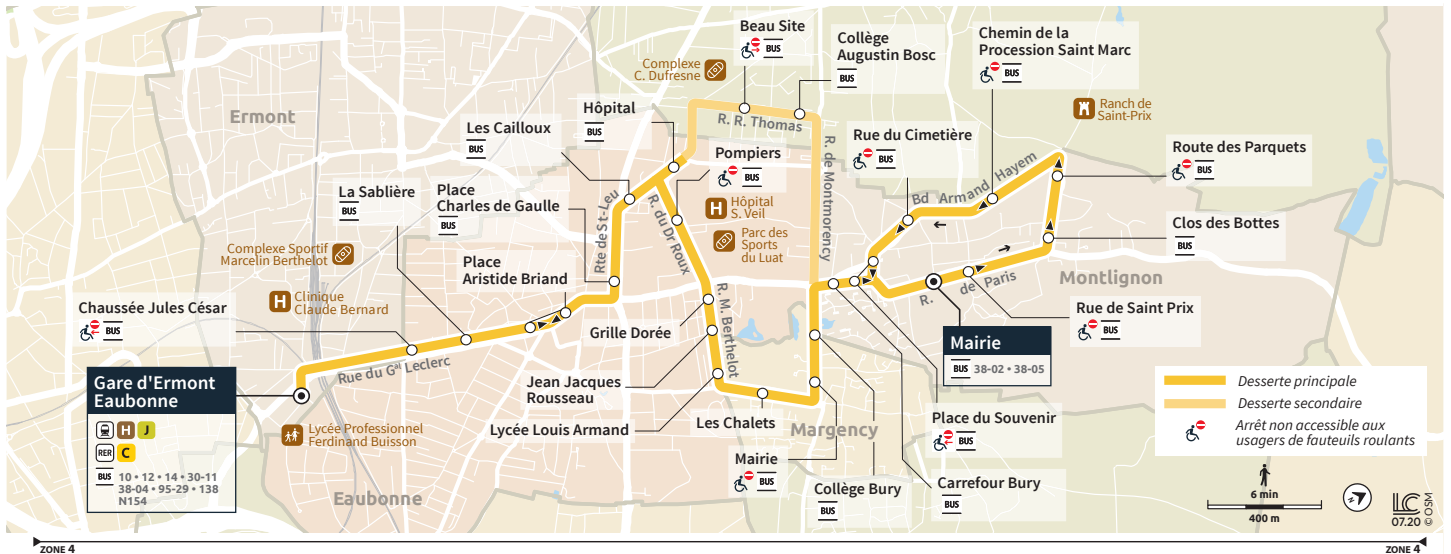 Beau Site
BUS
Collège
Augustin Bosc
BUS
Chemin de la
Procession Saint Marc
BUS
Complexe
C. Dufresne
Ermont
Hôpital
BUS
R. R. Thomas
Ranch de
Saint-Prix
Les Cailloux
BUS
Rue du Cimetière
BUS
Route des Parquets
BUS
Pompiers
BUS
R. de Montmorency
Bd Armand Hayem
La Sablière
BUS
Place
Charles de Gaulle
BUS
Rte de St-Leu
R. du Dr Roux
H
Hôpital
S. Veil
Parc des
Sports
du Luat
Clos des Bottes
BUS
Complexe Sportif
Marcelin Berthelot
Place
Aristide Briand
Montlignon
R. de Paris
H
Clinique
Claude Bernard
Chaussée Jules César
BUS
Grille Dorée
R. M. Berthelot
Rue de Saint Prix
BUS
Mairie
BUS 38-02 • 38-05
Rue du Gal Leclerc
Gare d'Ermont
Eaubonne
H J
RER C
BUS 10 • 12 • 14 • 30-11
38-04 • 95-29 • 138
N154
Jean Jacques
Rousseau
Lycée Louis Armand
Les Chalets
Lycée Professionnel
Ferdinand Buisson
Margency
Place du Souvenir
BUS
Mairie
BUS
Collège Bury
BUS
Carrefour Bury
BUS
Eaubonne
Desserte principale
Desserte secondaire
Arrêt non accessible aux
usagers de fauteuils roulants
6 min
400 m
N
LC
07.20
© OSM
ZONE 4
ZONE 4